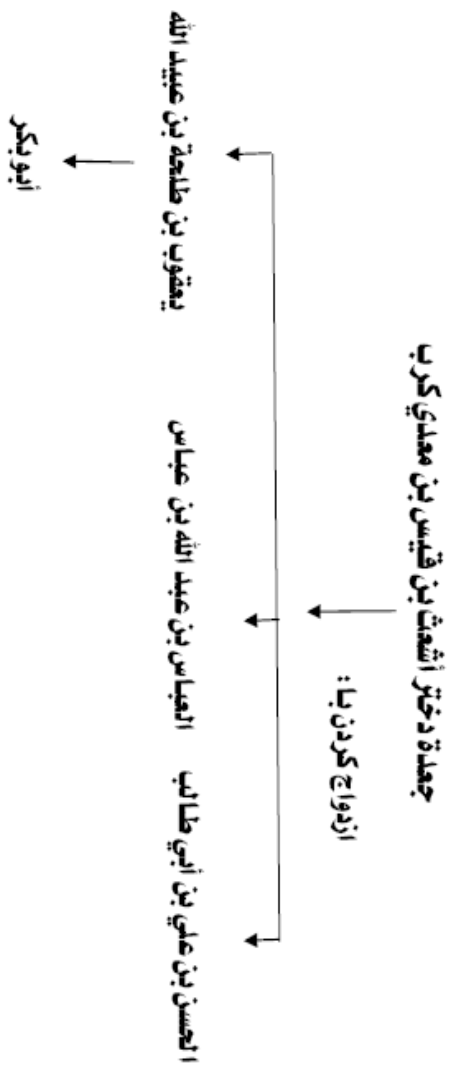 جعدة دختر أشعث بن قيس بن معدي كرب
ازدواج كردن با :
الحسن بن علي بن أبي طالب
العباس بن عبد الله بن عباس
يعقوب بن طلحة بن عبيد الله
أبو بكر